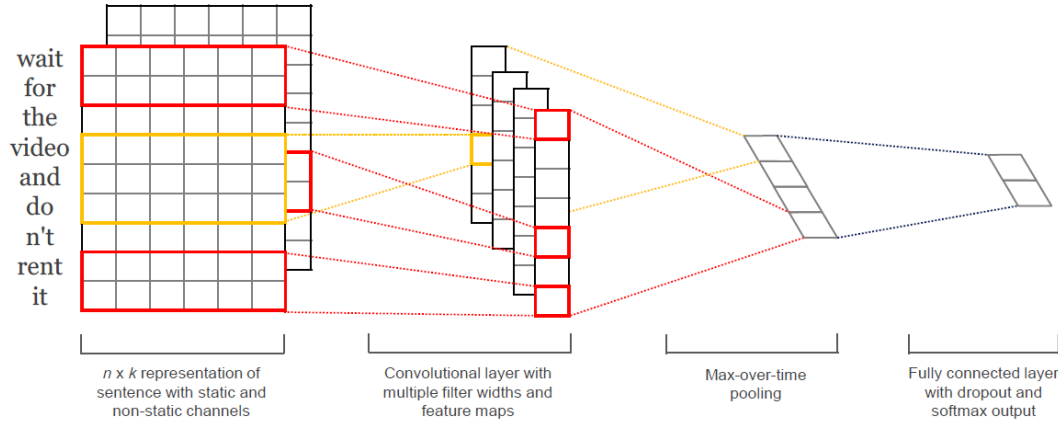 wait
for
the
video
and
do
n't
rent
it
n x k representation of
sentence with static and
non-static channels
Convolutional layer with
multiple filter widths and
feature maps
Max-over-time
pooling
Fully connected layer
with dropout and
softmax output